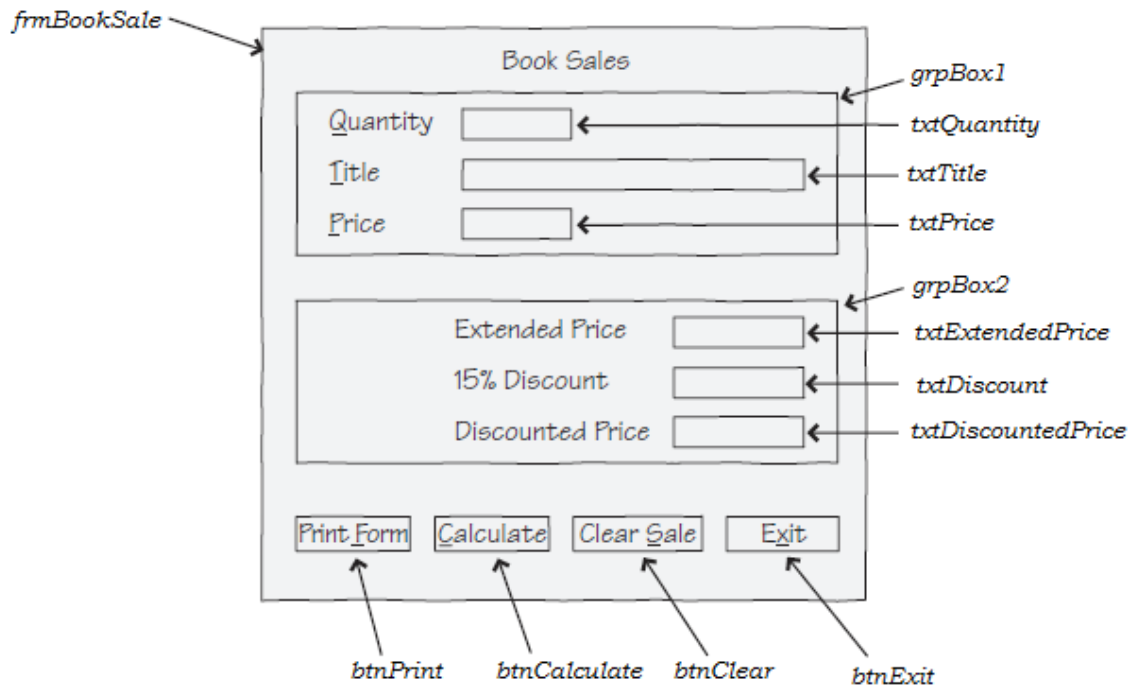 frmBookSale
Book Sales
grpBox1
Quantity txtQuantity
Title txtTitle
Price txtPrice
grpBox2
Extended Price txtExtendedPrice
15% Discount txtDiscount
Discounted Price txtDiscountedPrice
Print Form Calculate Clear Sale Exit
btnPrint btnCalculate btnClear btnExit